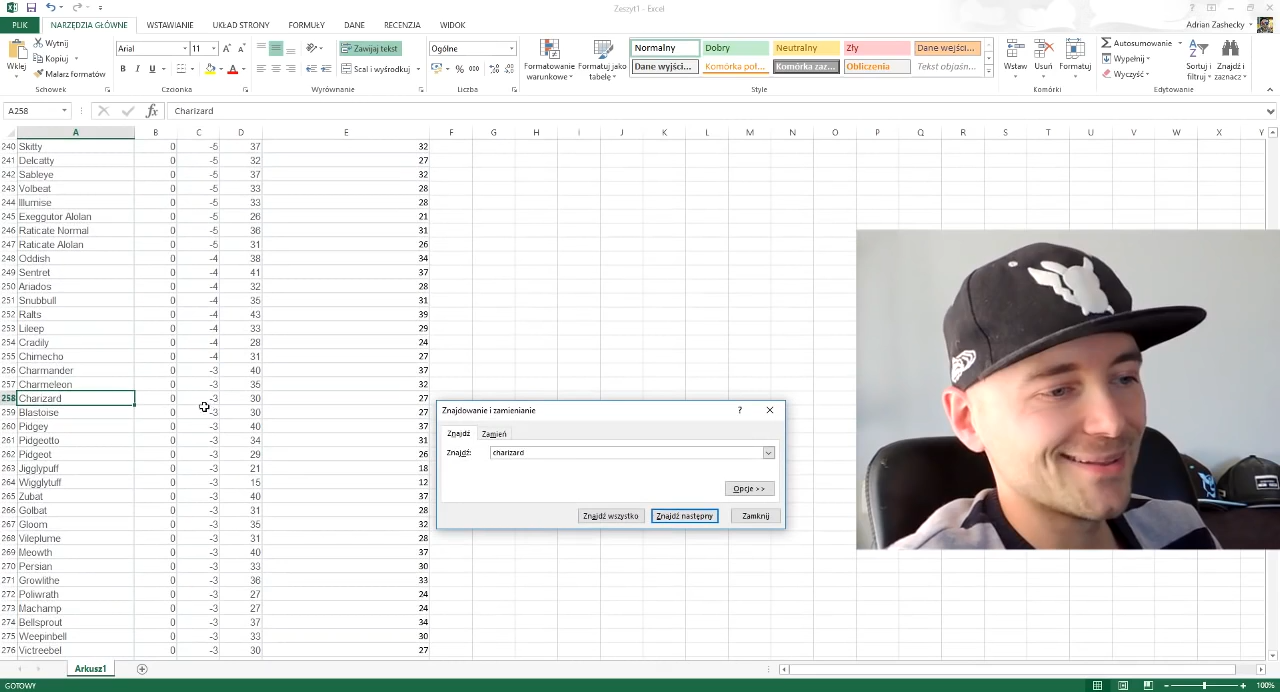 Zeszyt1 - Excel
PLIK NARZĘDZIA GŁÓWNE WSTAWIANIE UKŁAD STRONY FORMUŁY DANE RECENZJA WIDOK
Adrian Zashecky
Wklej
Wytnij
Kopiuj
Malarz formatów
Schowek
Arial 11
B I U
Czcionka
Zawijaj tekst
Scal i wyśrodkuj
Wyrównanie
Ogólne
Liczba
Formatowanie warunkowe
Formatuj jako tabelę
Normalny Dobry Neutralny Zły Dane wejści...
Dane wyjści... Komórka poł... Komórka zaz... Obliczenia Tekst objaśn...
Style
Wstaw Usuń Formatuj
Komórki
Autosumowanie
Wypełnij
Wyczyść
Sortuj i filtruj
Znajdź i zaznacz
Edytowanie
A258 fx Charizard
A B C D E F G H I J K L M N O P Q R S T U V W X Y
240 Skitty 0 -5 37 32
241 Delcatty 0 -5 32 27
242 Sableye 0 -5 37 32
243 Volbeat 0 -5 33 28
244 Illumise 0 -5 33 28
245 Exeggutor Alolan 0 -5 26 21
246 Raticate Normal 0 -5 36 31
247 Raticate Alolan 0 -5 31 26
248 Oddish 0 -4 38 34
249 Sentret 0 -4 41 37
250 Ariados 0 -4 32 28
251 Snubbull 0 -4 35 31
252 Ralts 0 -4 43 39
253 Lileep 0 -4 33 29
254 Cradily 0 -4 28 24
255 Chimecho 0 -4 31 27
256 Charmander 0 -3 40 37
257 Charmeleon 0 -3 35 32
258 Charizard 0 -3 30 27
259 Blastoise 0 -3 30 27
260 Pidgey 0 -3 40 37
261 Pidgeotto 0 -3 34 31
262 Pidgeot 0 -3 29 26
263 Jigglypuff 0 -3 21 18
264 Wigglytuff 0 -3 15 12
265 Zubat 0 -3 40 37
266 Golbat 0 -3 31 28
267 Gloom 0 -3 35 32
268 Vileplume 0 -3 31 28
269 Meowth 0 -3 40 37
270 Persian 0 -3 33 30
271 Growlithe 0 -3 36 33
272 Poliwrath 0 -3 27 24
273 Machamp 0 -3 27 24
274 Bellsprout 0 -3 37 34
275 Weepinbell 0 -3 33 30
276 Victreebel 0 -3 30 27
Znajdowanie i zamienianie ?
Znajdź Zamień
Znajdź: charizard
Opcje >>
Znajdź wszystko Znajdź następny Zamknij
Arkusz1
GOTOWY 100%